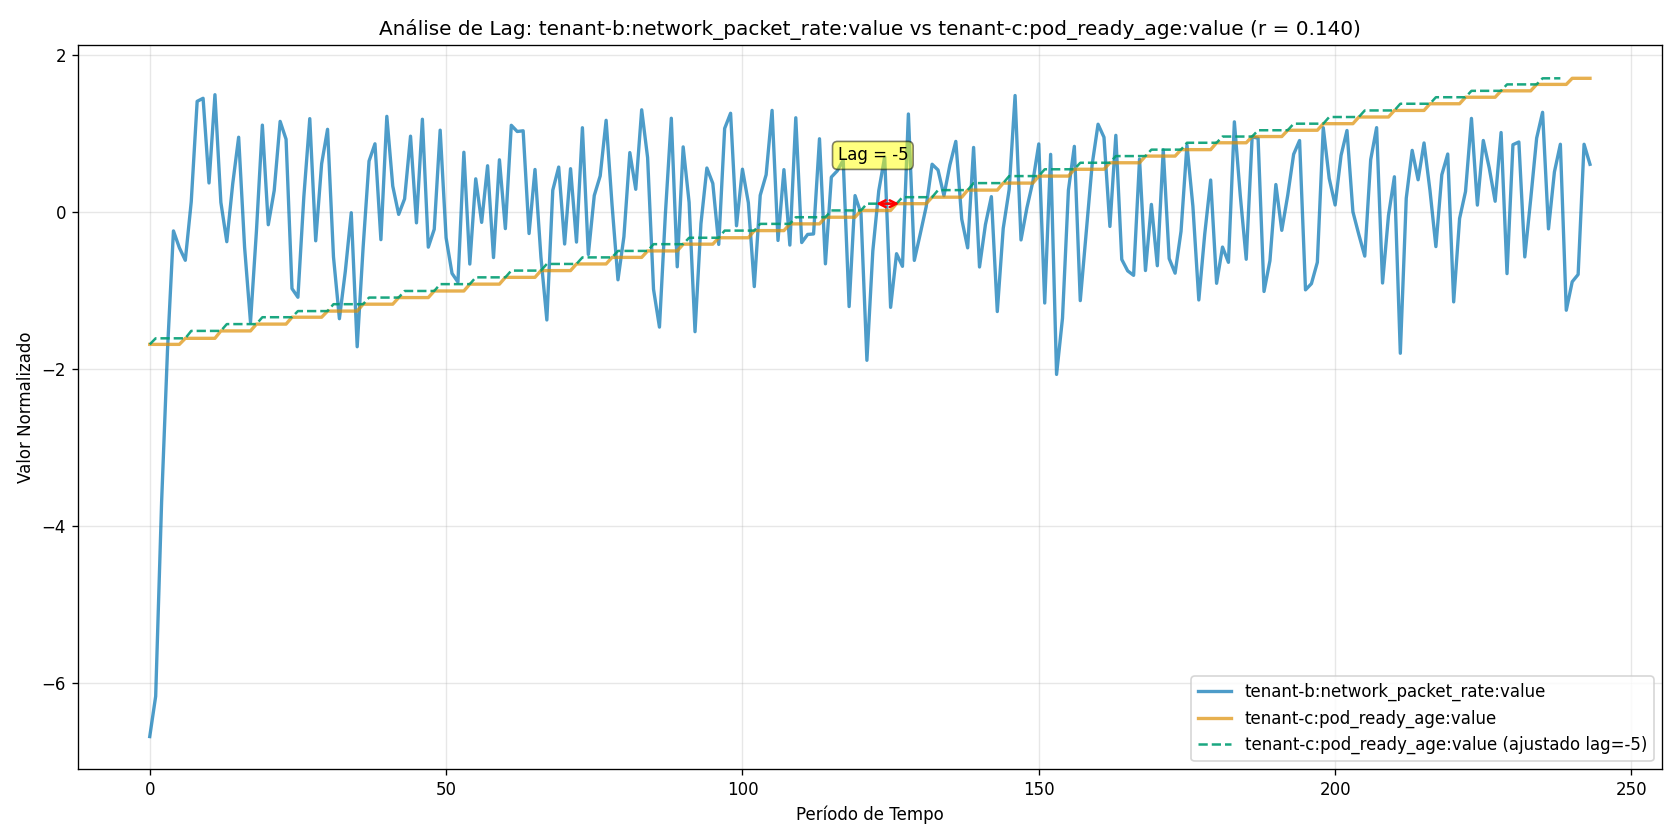 Análise de Lag: tenant-b:network_packet_rate:value vs tenant-c:pod_ready_age:value (r = 0.140)
Valor Normalizado
2
0
−2
−4
−6
Lag = -5
tenant-b:network_packet_rate:value
tenant-c:pod_ready_age:value
tenant-c:pod_ready_age:value (ajustado lag=-5)
0 50 100 150 200 250
Período de Tempo